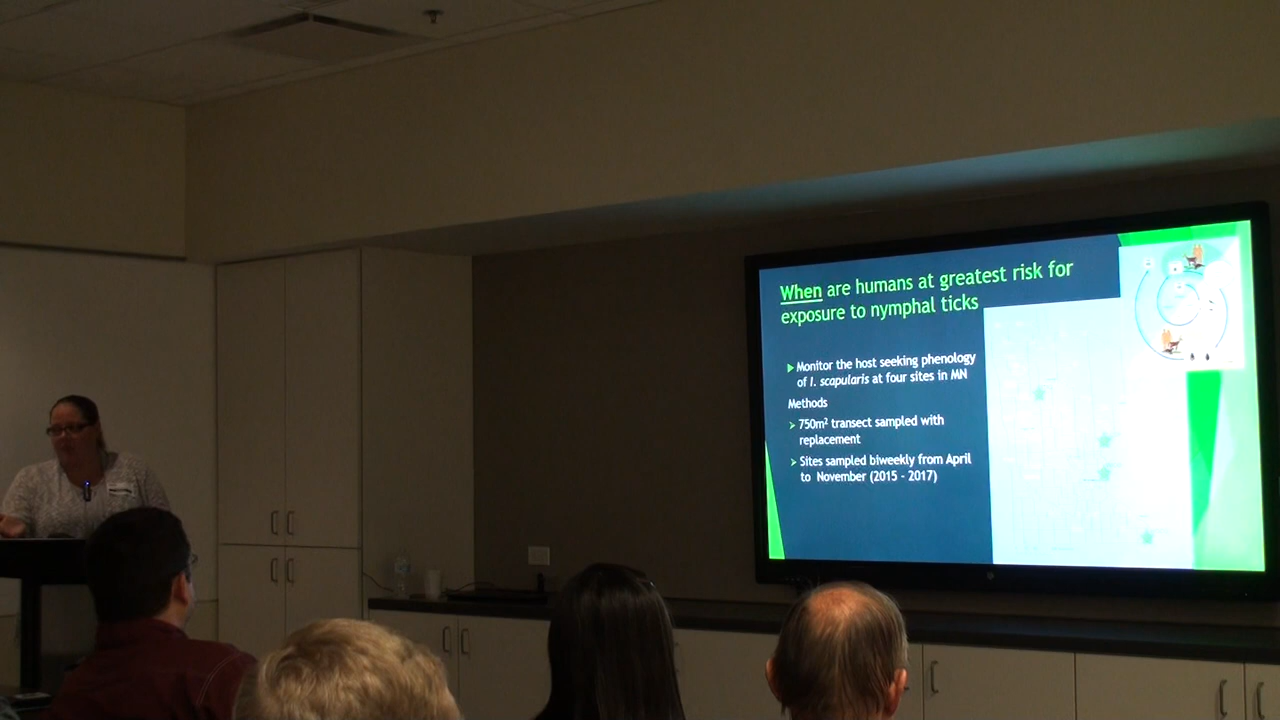 When are humans at greatest risk for
exposure to nymphal ticks
Monitor the host seeking phenology
of I. scapularis at four sites in MN
Methods
750m² transect sampled with
replacement
Sites sampled biweekly from April
to November (2015 - 2017)